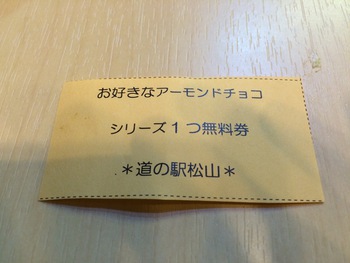 お好きなアーモンドチョコ
シリーズ１つ無料券
＊道の駅松山＊